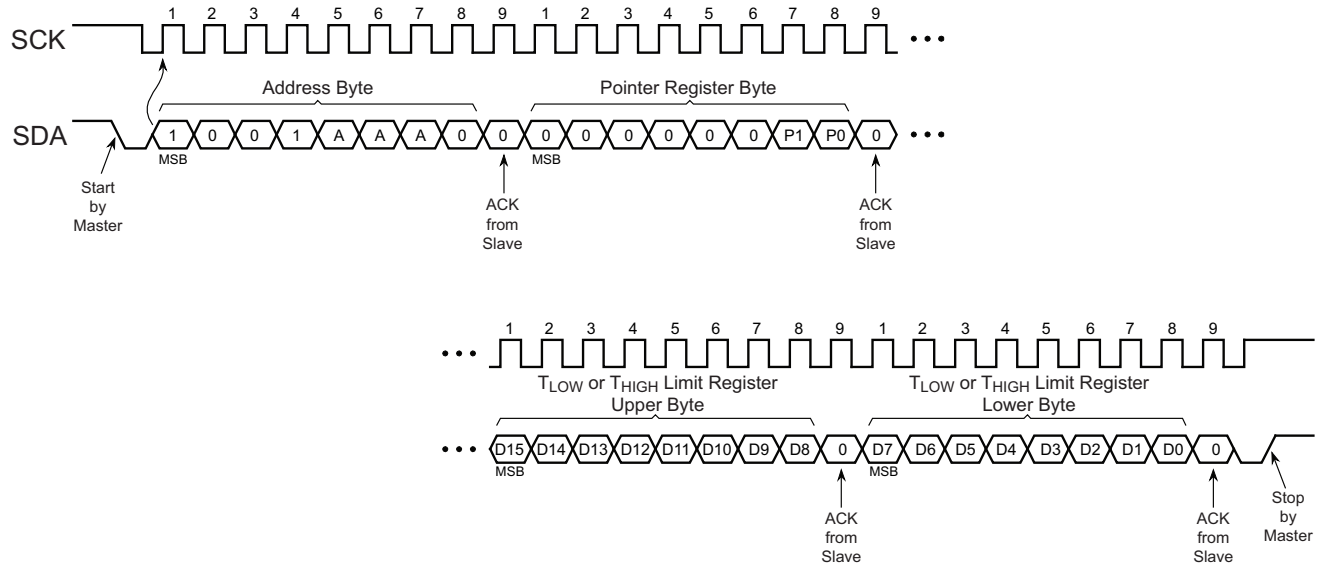 1 2 3 4 5 6 7 8 9 1 2 3 4 5 6 7 8 9
SCK
Address Byte Pointer Register Byte
SDA 1 0 0 1 A A A 0 0 0 0 0 0 0 0 P1 P0 0
MSB MSB
Start
by
Master
ACK
from
Slave
ACK
from
Slave
1 2 3 4 5 6 7 8 9 1 2 3 4 5 6 7 8 9
TLOW or THIGH Limit Register
Upper Byte
TLOW or THIGH Limit Register
Lower Byte
D15 D14 D13 D12 D11 D10 D9 D8 0 D7 D6 D5 D4 D3 D2 D1 D0 0
MSB MSB
ACK
from
Slave
ACK
from
Slave
Stop
by
Master